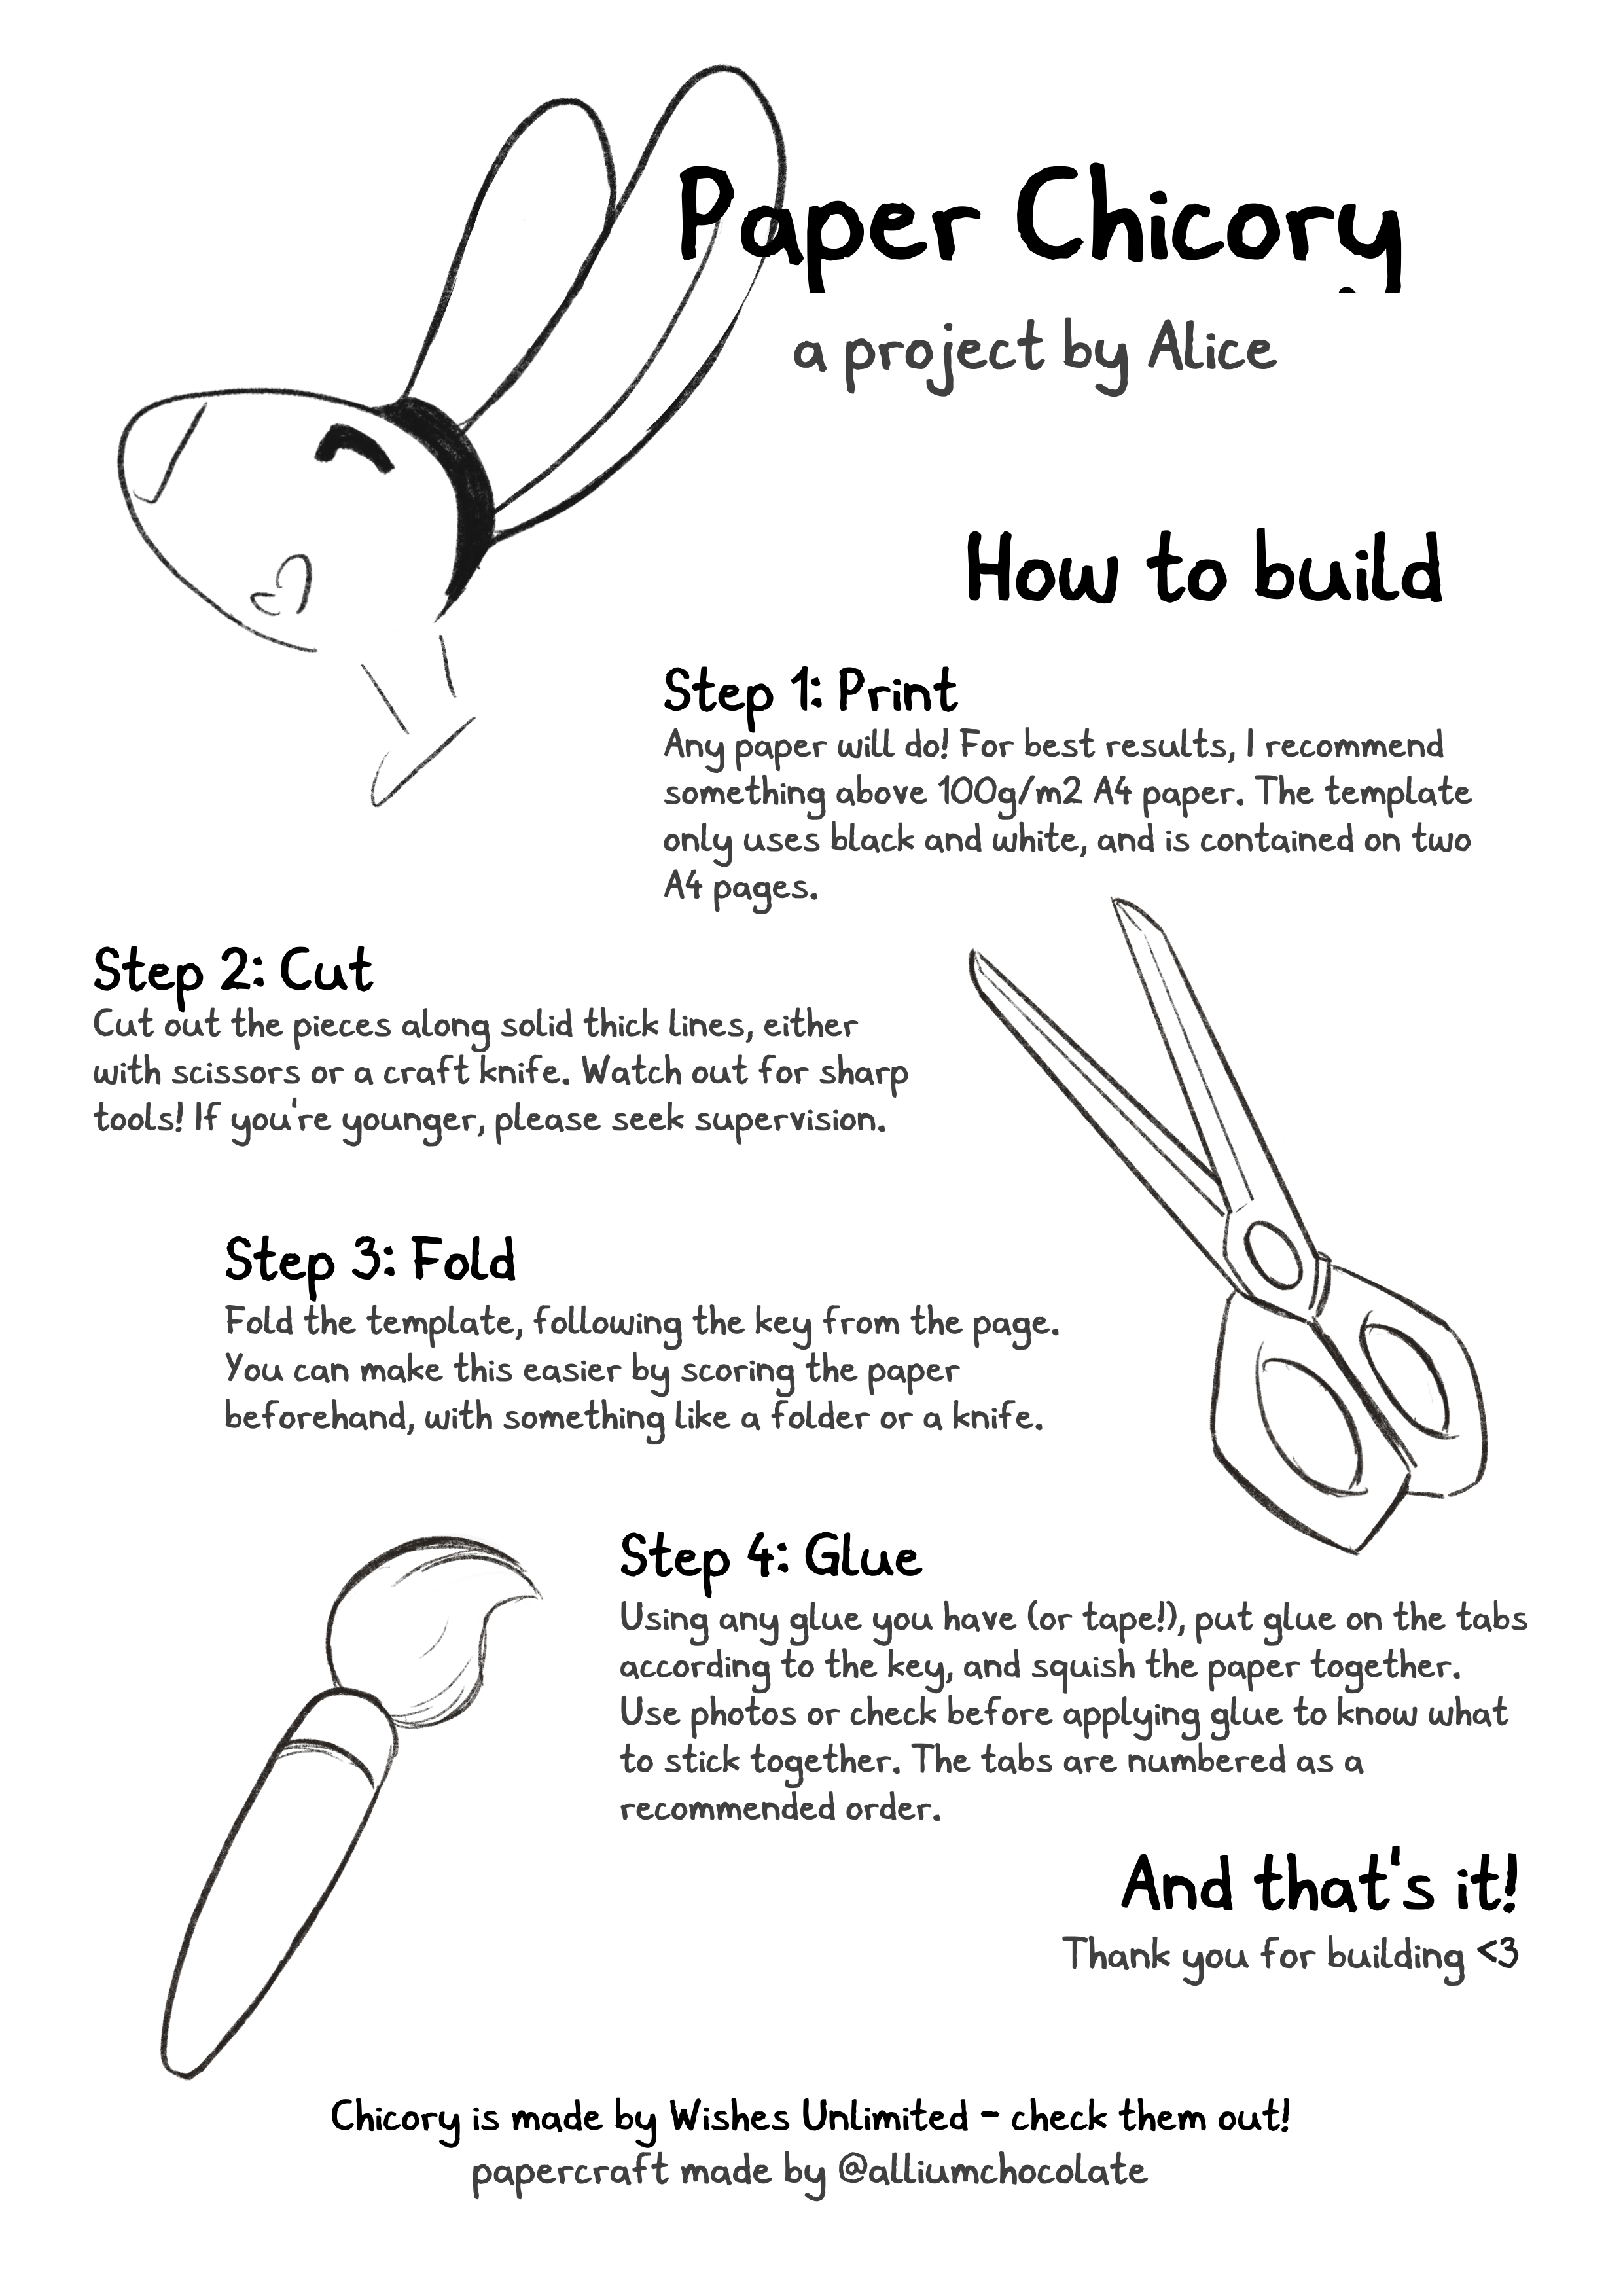 Paper Chicory
a project by Alice
How to build
Step 1: Print
Any paper will do! For best results, I recommend
something above 100g/m2 A4 paper. The template
only uses black and white, and is contained on two
A4 pages.
Step 2: Cut
Cut out the pieces along solid thick lines, either
with scissors or a craft knife. Watch out for sharp
tools! If you're younger, please seek supervision.
Step 3: Fold
Fold the template, following the key from the page.
You can make this easier by scoring the paper
beforehand, with something like a folder or a knife.
Step 4: Glue
Using any glue you have (or tape!), put glue on the tabs
according to the key, and squish the paper together.
Use photos or check before applying glue to know what
to stick together. The tabs are numbered as a
recommended order.
And that's it!
Thank you for building <3
Chicory is made by Wishes Unlimited - check them out!
papercraft made by @alliumchocolate